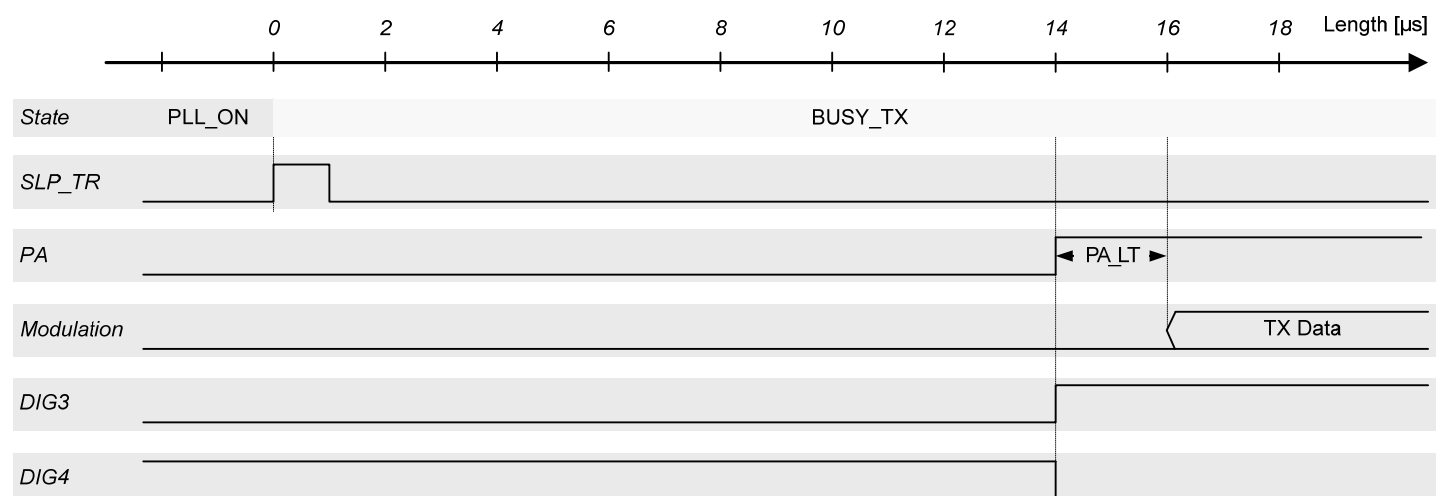 0 2 4 6 8 10 12 14 16 18 Length [µs]
State PLL_ON BUSY_TX
SLP_TR
PA PA_LT
Modulation TX Data
DIG3
DIG4